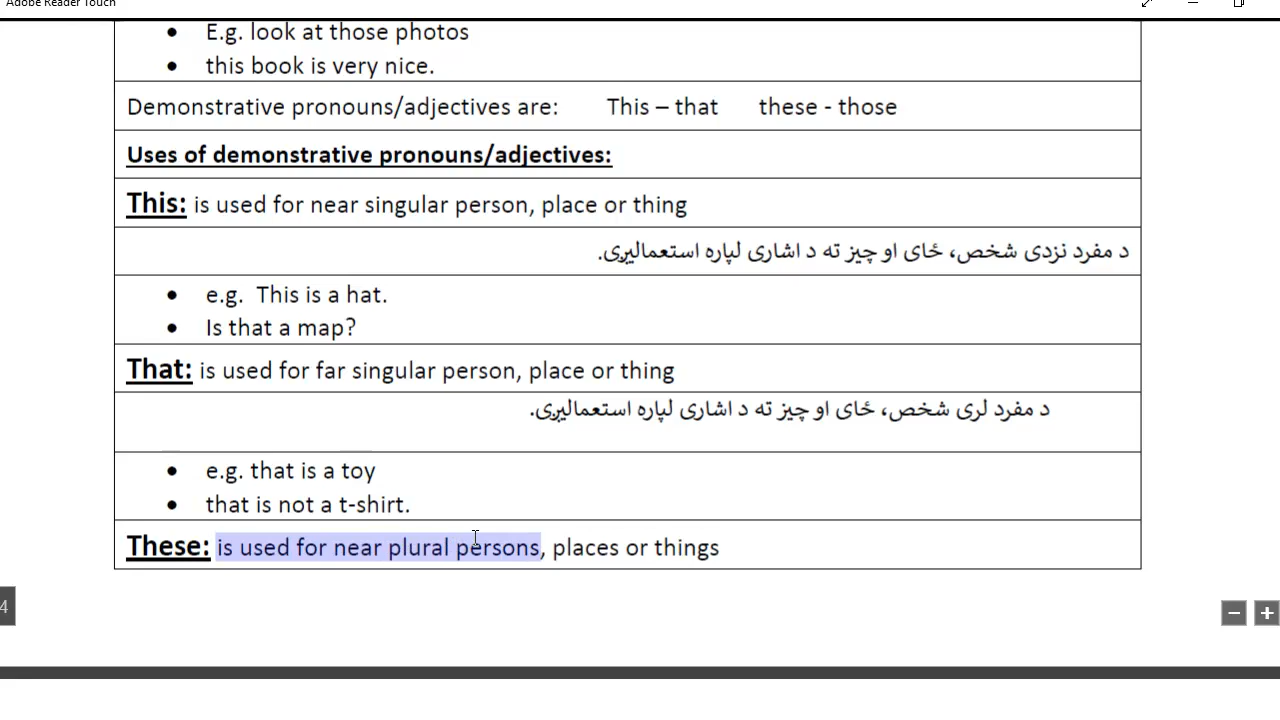 Adobe Reader Touch
• E.g. look at those photos
• this book is very nice.
Demonstrative pronouns/adjectives are: This – that these - those
Uses of demonstrative pronouns/adjectives:
This: is used for near singular person, place or thing
د مفرد نزدی شخص، ځای او چیز ته د اشاری لپاره استعمالیږی.
• e.g. This is a hat.
• Is that a map?
That: is used for far singular person, place or thing
د مفرد لری شخص، ځای او چیز ته د اشاری لپاره استعمالیږی.
• e.g. that is a toy
• that is not a t-shirt.
These: is used for near plural persons, places or things
4